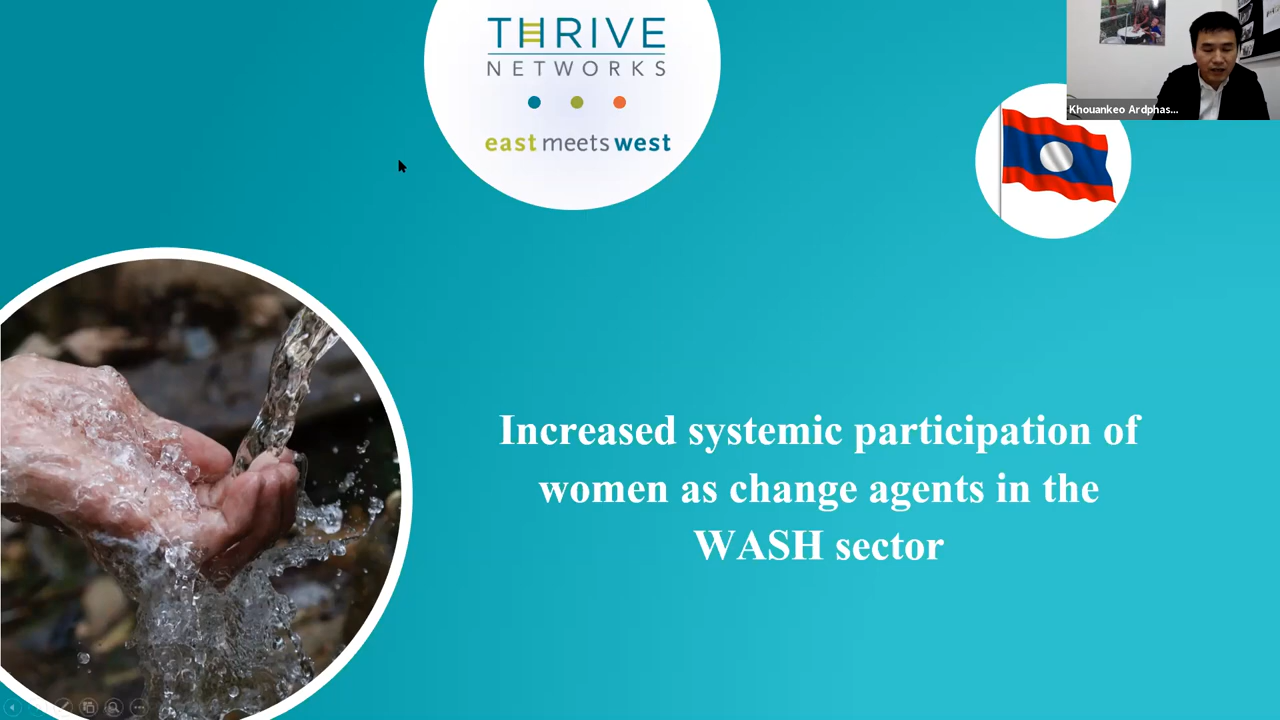 THRIVE
NETWORKS
east meets west
Khouankeo Ardphas...
Increased systemic participation of
women as change agents in the
WASH sector